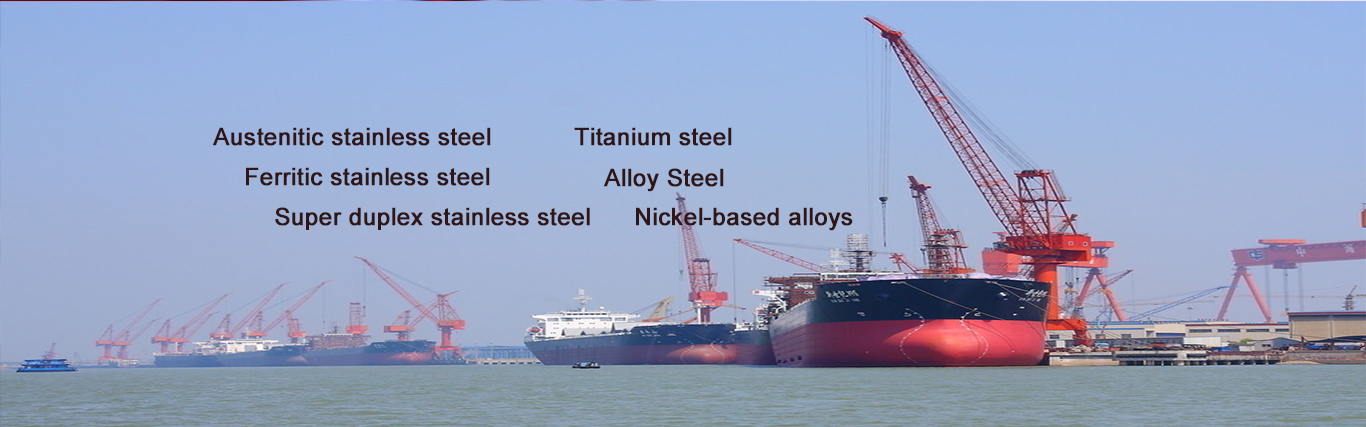 Austenitic stainless steel
Titanium steel
Ferritic stainless steel
Alloy Steel
Super duplex stainless steel
Nickel-based alloys